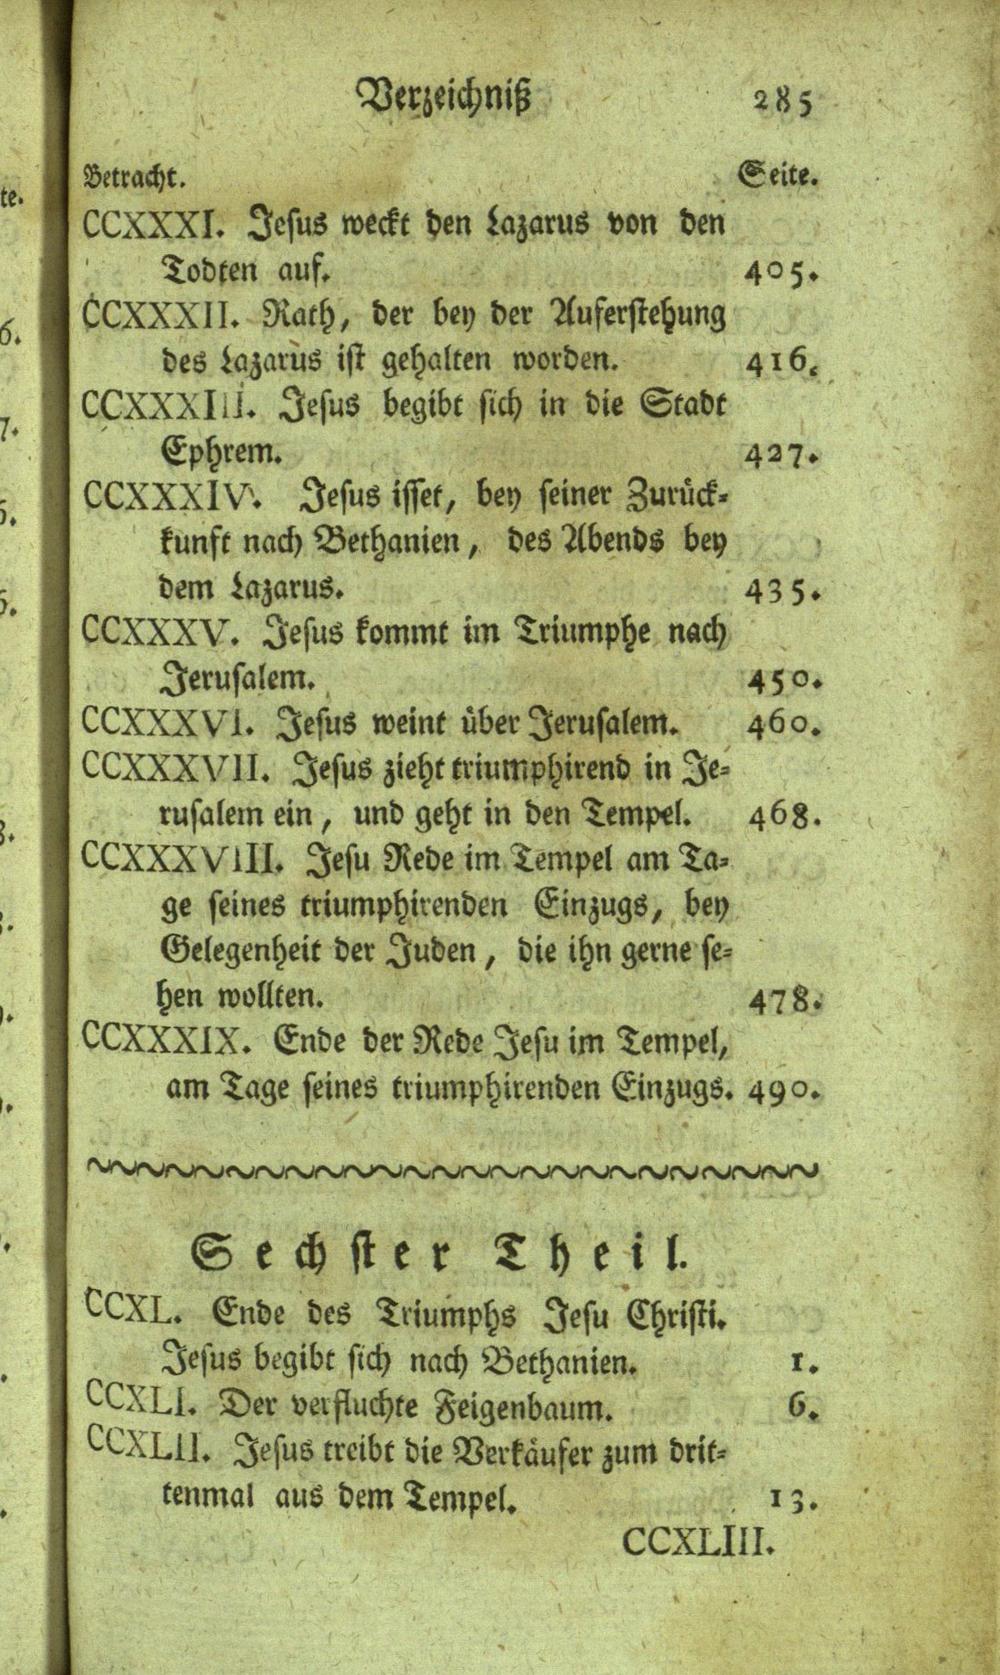 Verzeichniß 285
Betracht. Seite.
CCXXXI. Jesus weckt den Lazarus von den
Todten auf. 405.
CCXXXII. Rath, der bey der Auferstehung
des Lazarus ist gehalten worden. 416.
CCXXXIII. Jesus begibt sich in die Stadt
Ephrem. 427.
CCXXXIV. Jesus isset, bey seiner Zurück-
kunft nach Bethanien, des Abends bey
dem Lazarus. 435.
CCXXXV. Jesus kommt im Triumphe nach
Jerusalem. 450.
CCXXXVI. Jesus weint über Jerusalem. 460.
CCXXXVII. Jesus zieht triumphirend in Je-
rusalem ein, und geht in den Tempel. 468.
CCXXXVIII. Jesu Rede im Tempel am Ta-
ge seines triumphirenden Einzugs, bey
Gelegenheit der Juden, die ihn gerne se-
hen wollten. 478.
CCXXXIX. Ende der Rede Jesu im Tempel,
am Tage seines triumphirenden Einzugs. 490.
Sechster Theil.
CCXL. Ende des Triumphs Jesu Christi.
Jesus begibt sich nach Bethanien. 1.
CCXLI. Der verfluchte Feigenbaum. 6.
CCXLII. Jesus treibt die Verkäufer zum drit-
tenmal aus dem Tempel. 13.
CCXLIII.